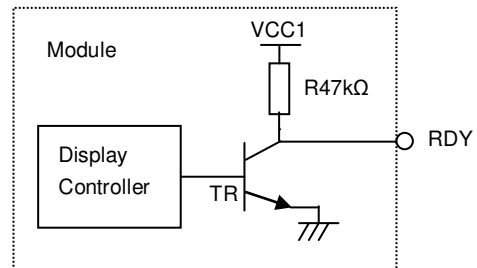 VCC1
Module
R47kΩ
RDY
Display
Controller
TR